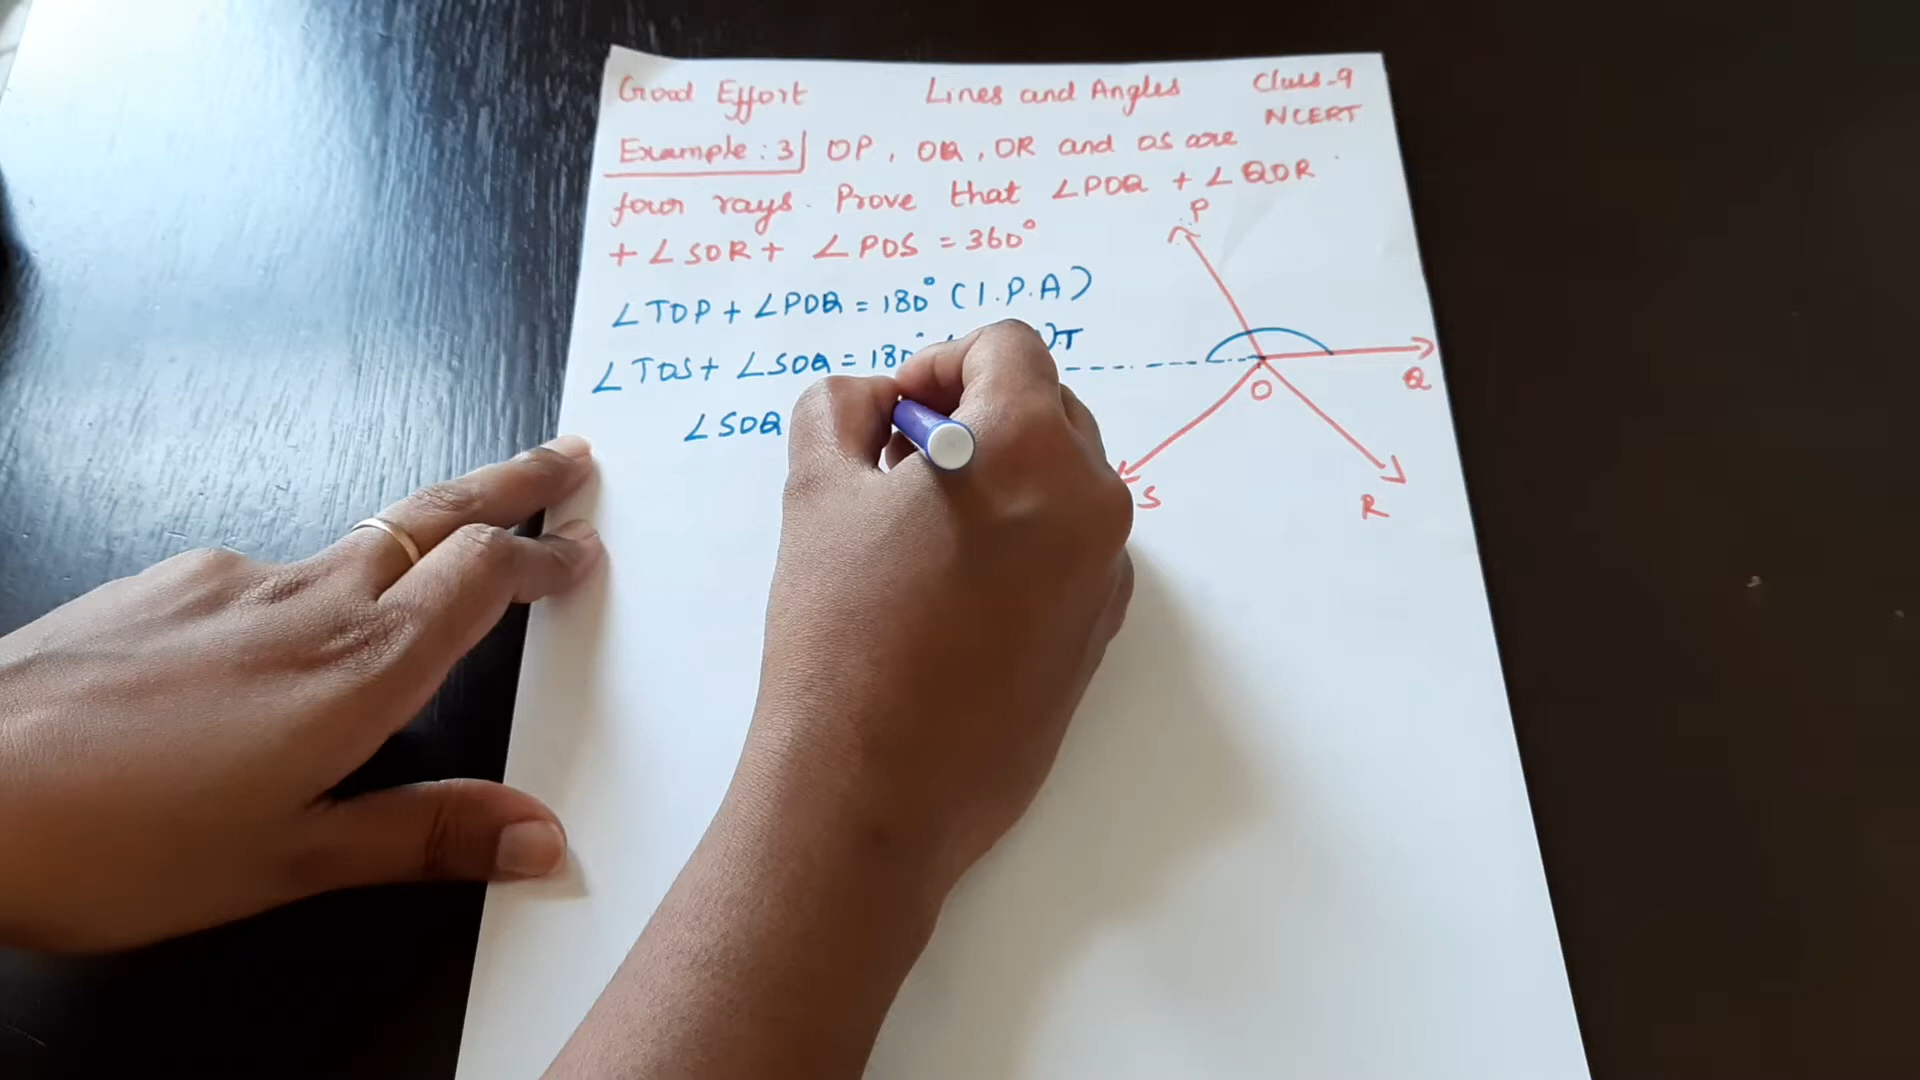 Good Effort Lines and Angles Class-9
NCERT
Example : 3 OP, OQ, OR and OS are
four rays. Prove that ∠POQ + ∠QOR
+ ∠SOR + ∠POS = 360°
∠TOP + ∠POQ = 180° (L.P.A)
∠TOS + ∠SOQ = 180°
∠SOQ
P
T
O
Q
S
R